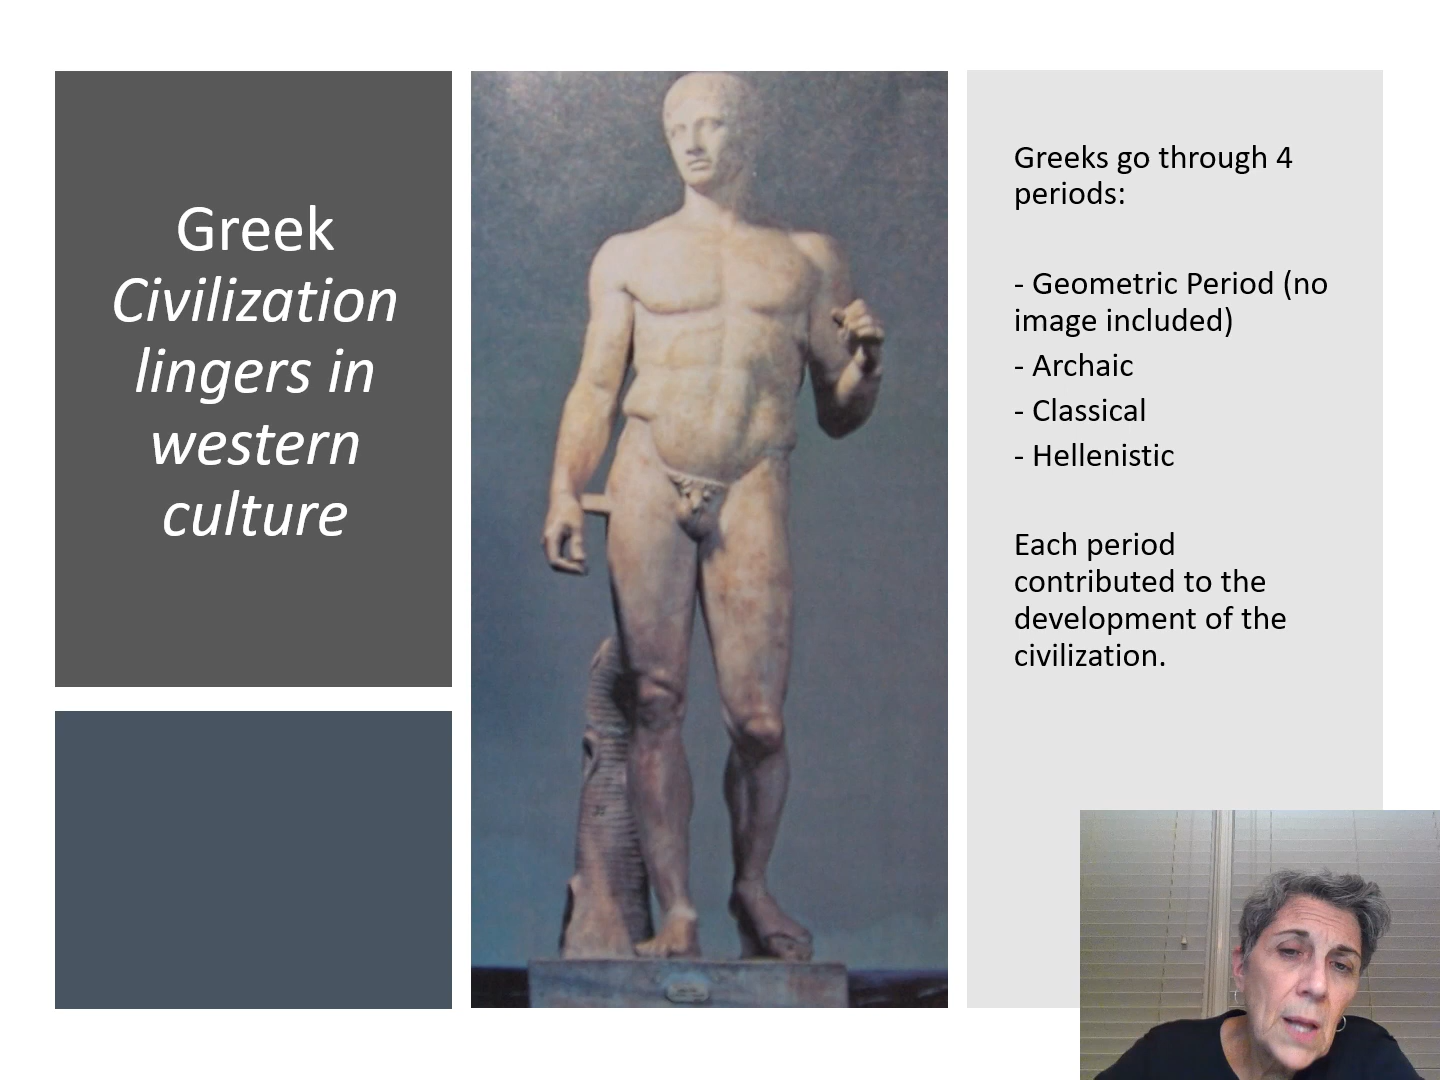 Greek
Civilization
lingers in
western
culture
Greeks go through 4
periods:
- Geometric Period (no
image included)
- Archaic
- Classical
- Hellenistic
Each period
contributed to the
development of the
civilization.